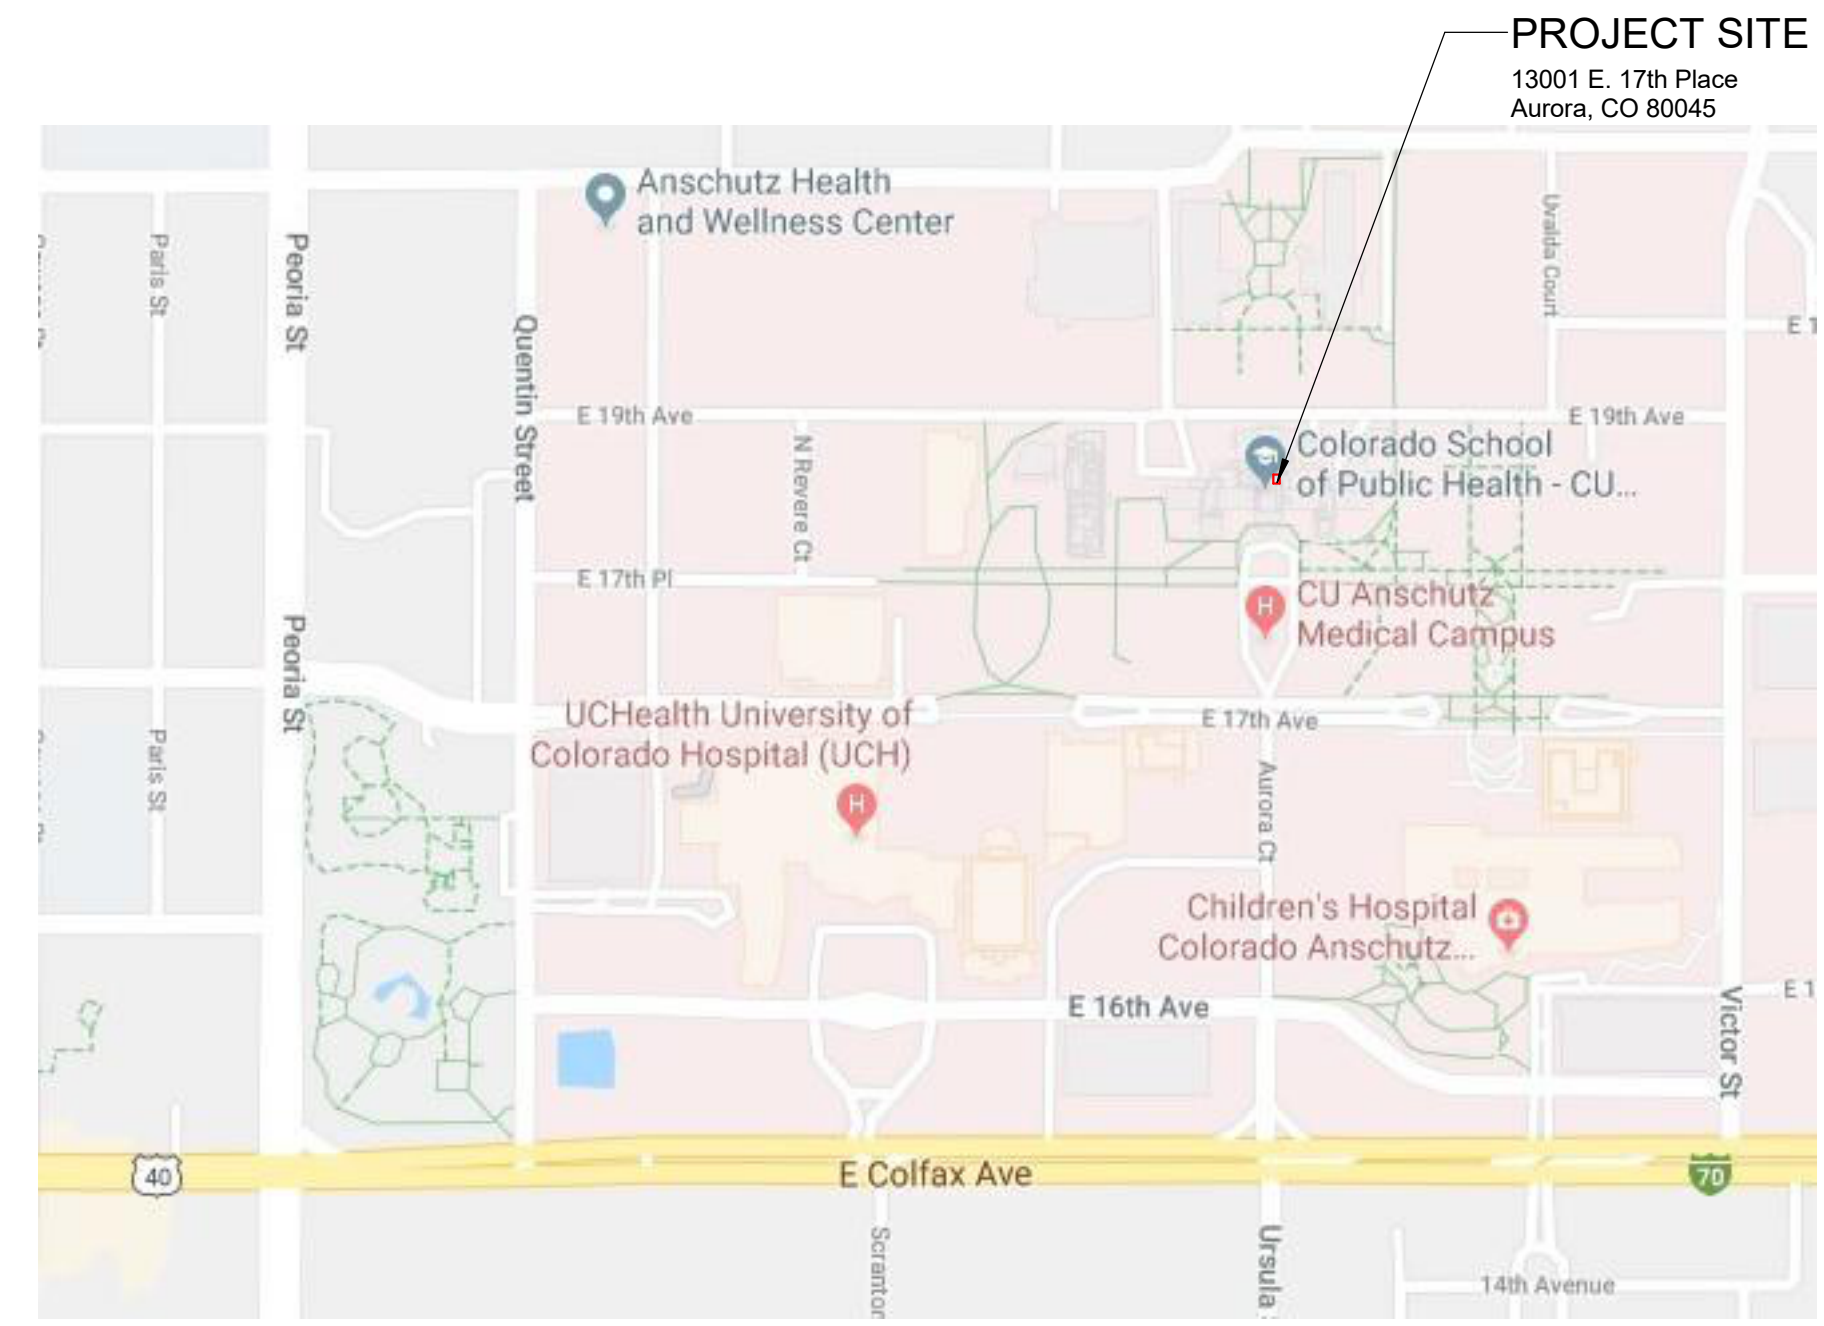 PROJECT SITE
13001 E. 17th Place
Aurora, CO 80045
Anschutz Health
and Wellness Center
Paris St
Peoria St
Quentin Street
Uvalda Court
E 1
E 19th Ave
E 19th Ave
N Revere Ct
Colorado School
of Public Health - CU...
E 17th Pl
CU Anschutz
Medical Campus
Peoria St
UCHealth University of
Colorado Hospital (UCH)
E 17th Ave
Paris St
H
H
Aurora Ct
Children's Hospital
Colorado Anschutz...
E 16th Ave
Victor St
E 1
40
E Colfax Ave
70
Scranton
Ursula
14th Avenue